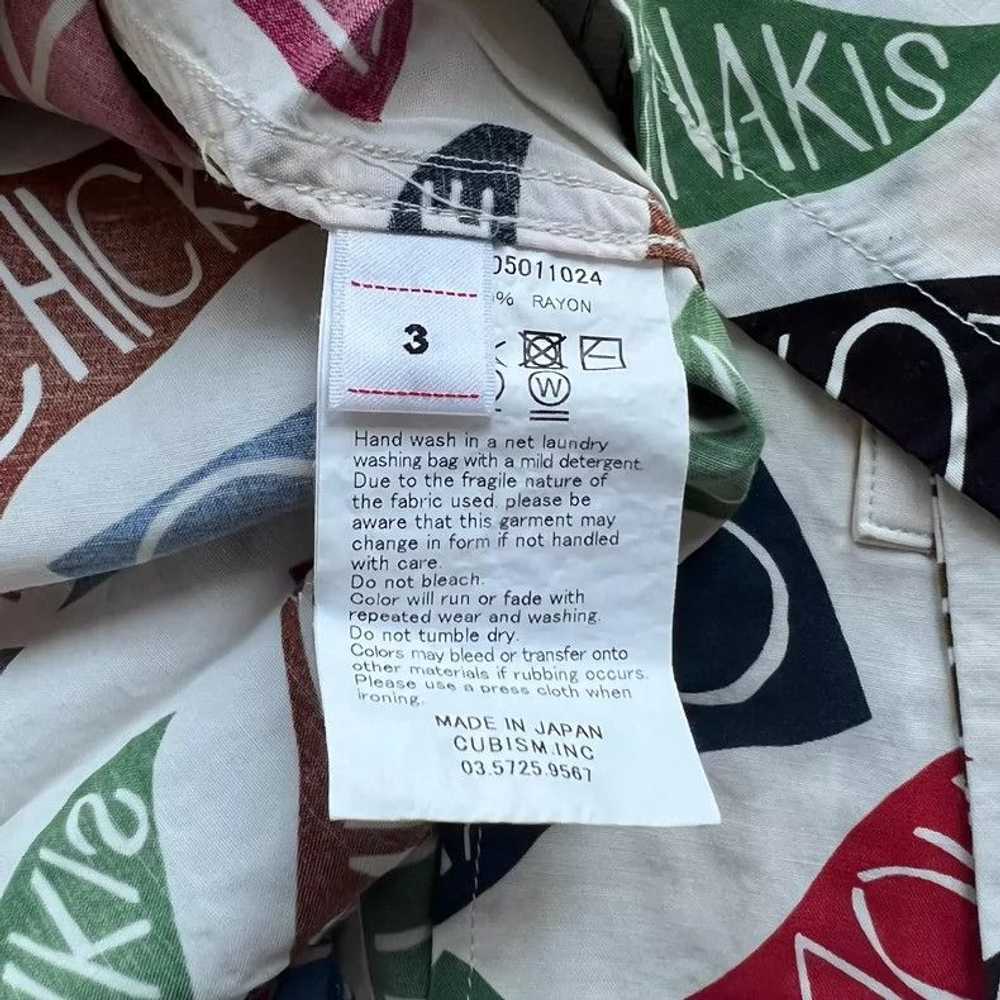 NAKIS
HICK
E
05011024
% RAYON
3
W
Hand wash in a net laundry
washing bag with a mild detergent.
Due to the fragile nature of
the fabric used, please be
aware that this garment may
change in form if not handled
with care.
Do not bleach.
Color will run or fade with
repeated wear and washing.
Do not tumble dry.
Colors may bleed or transfer onto
other materials if rubbing occurs.
Please use a press cloth when
ironing.
MADE IN JAPAN
CUBISM.INC
03.5725.9567
KIS